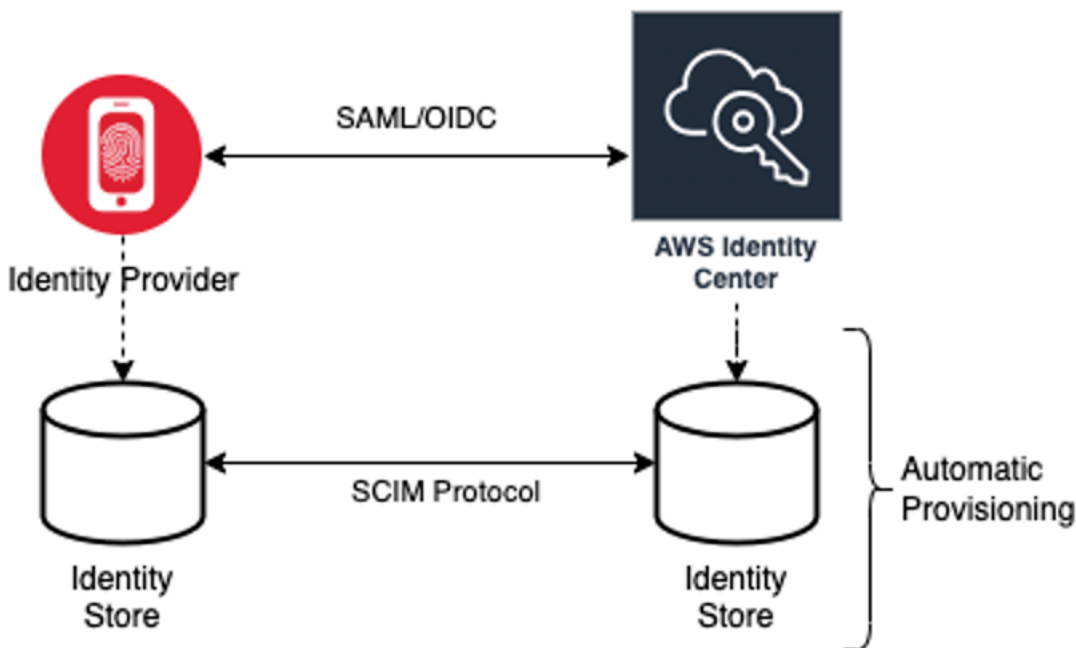 SAML/OIDC
Identity Provider
AWS Identity
Center
SCIM Protocol
Automatic
Provisioning
Identity
Store
Identity
Store